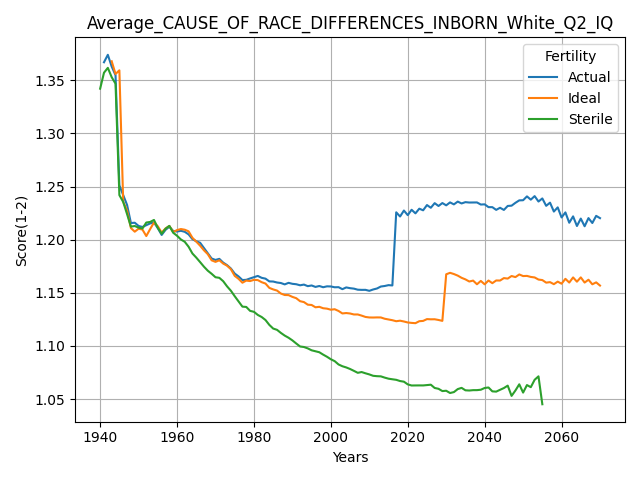 Average_CAUSE_OF_RACE_DIFFERENCES_INBORN_White_Q2_IQ
Score(1-2)
1.35
1.30
1.25
1.20
1.15
1.10
1.05
Fertility
Actual
Ideal
Sterile
1940 1960 1980 2000 2020 2040 2060
Years